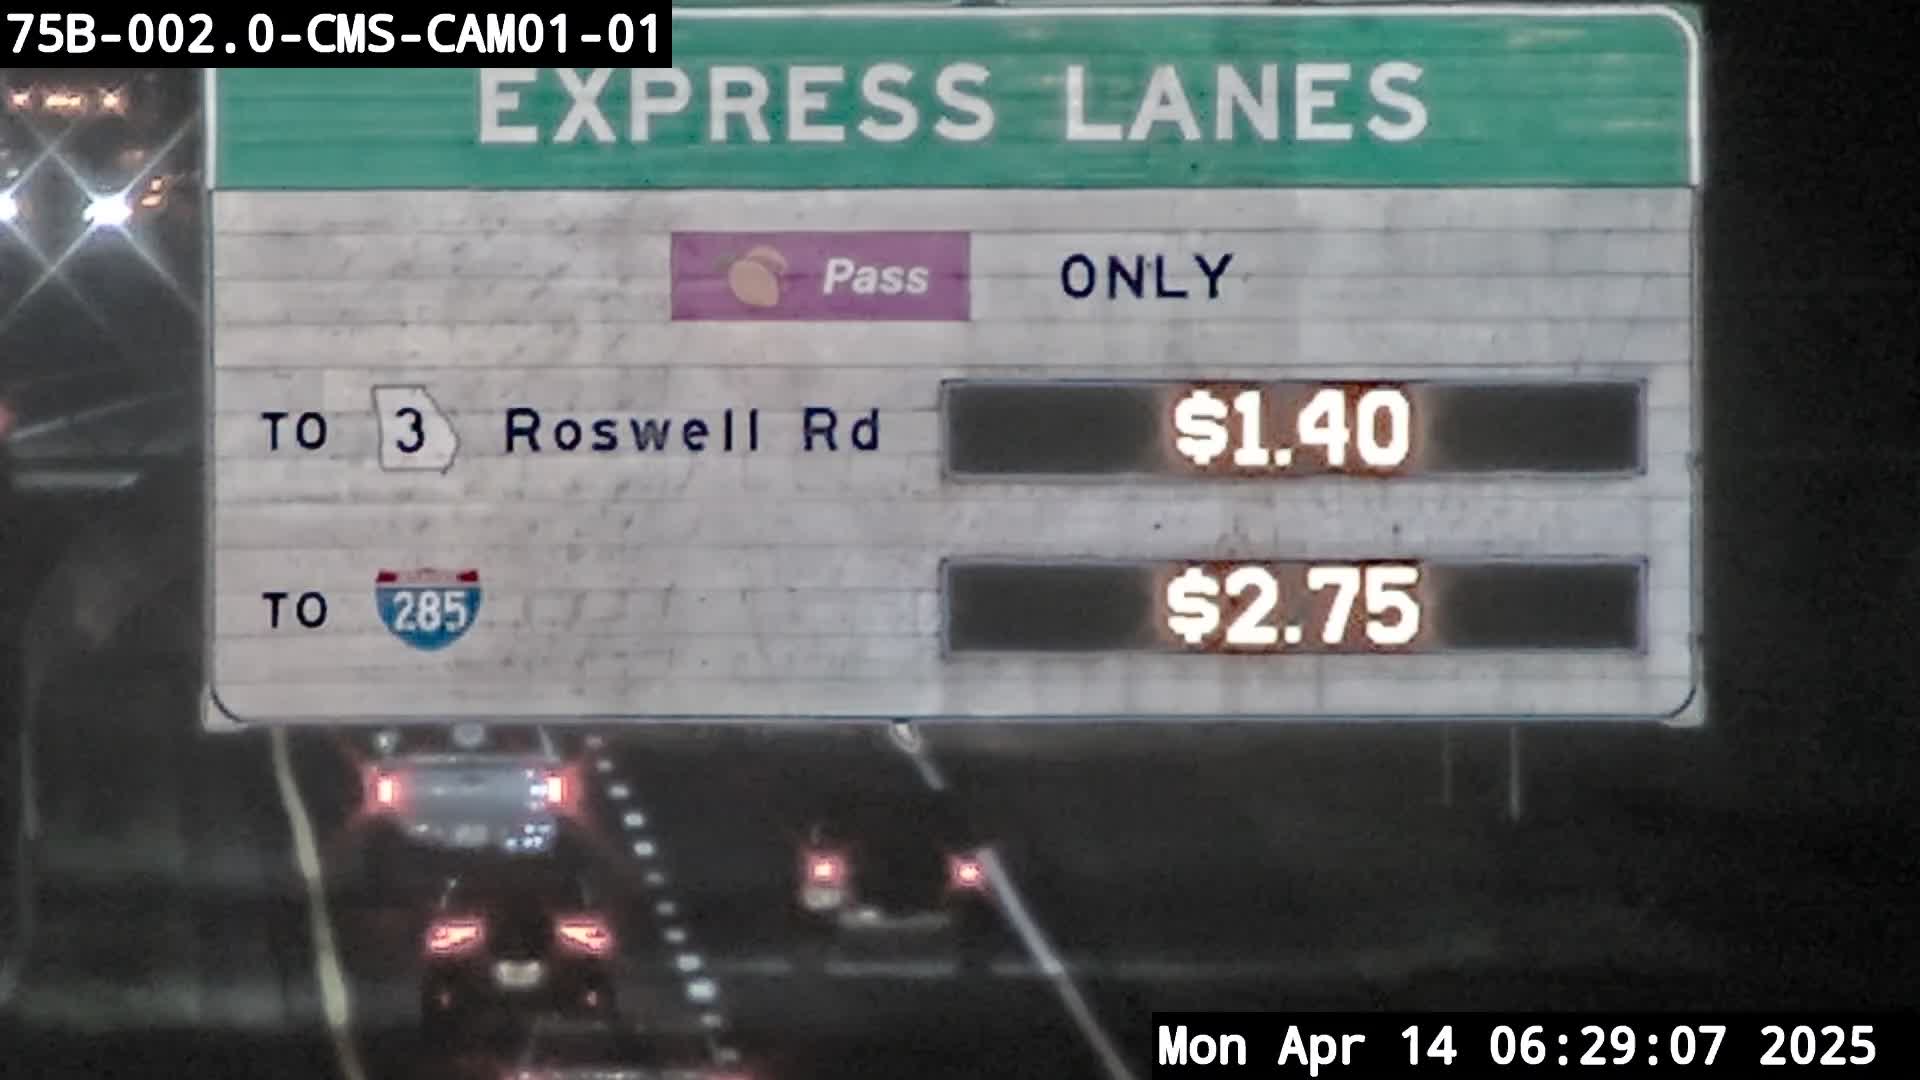 75B-002.0-CMS-CAM01-01
EXPRESS LANES
Pass ONLY
TO 3 Roswell Rd $1.40
TO 285 $2.75
Mon Apr 14 06:29:07 2025